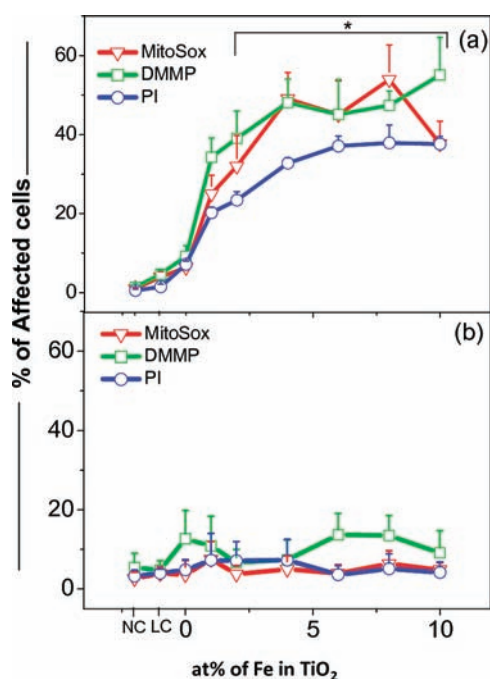 *
(a)
MitoSox
DMMP
PI
60
40
20
0
% of Affected cells
(b)
MitoSox
DMMP
PI
60
40
20
0
NC LC 0 5 10
at% of Fe in TiO₂